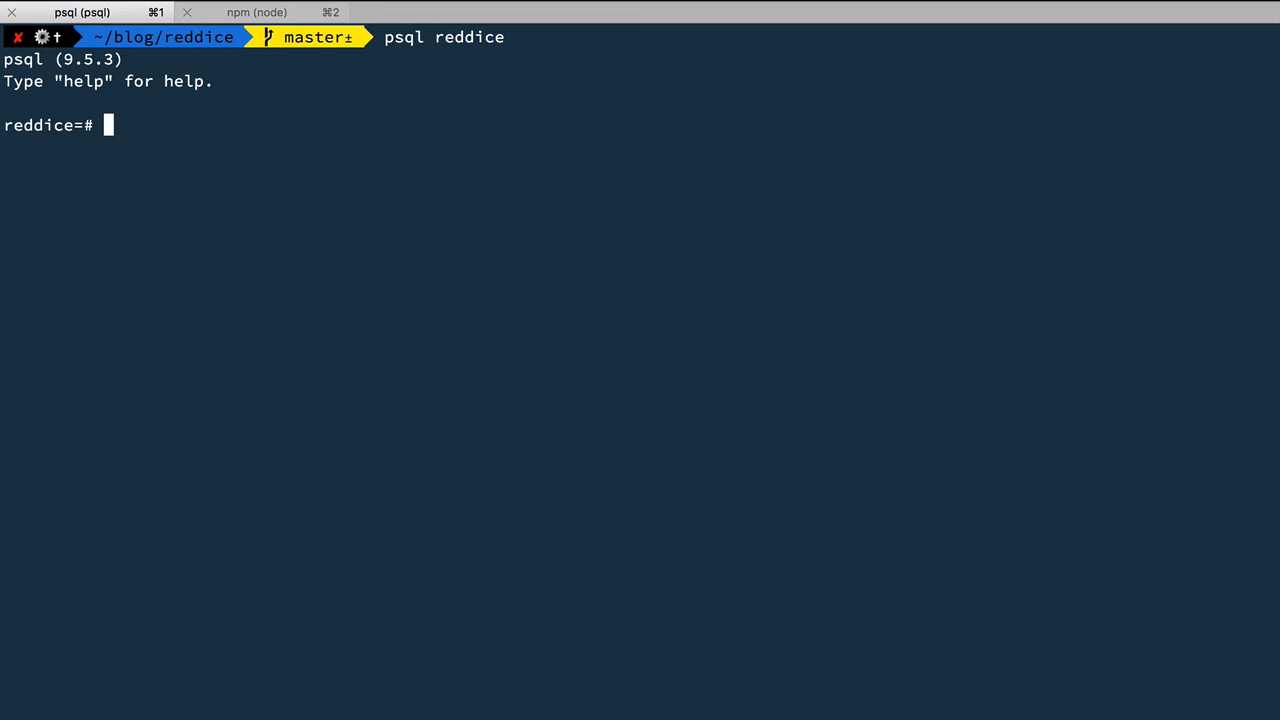 psql (psql) ⌘1 npm (node) ⌘2
✘ ⚙ † ~/blog/reddice master± psql reddice
psql (9.5.3)
Type "help" for help.
reddice=#